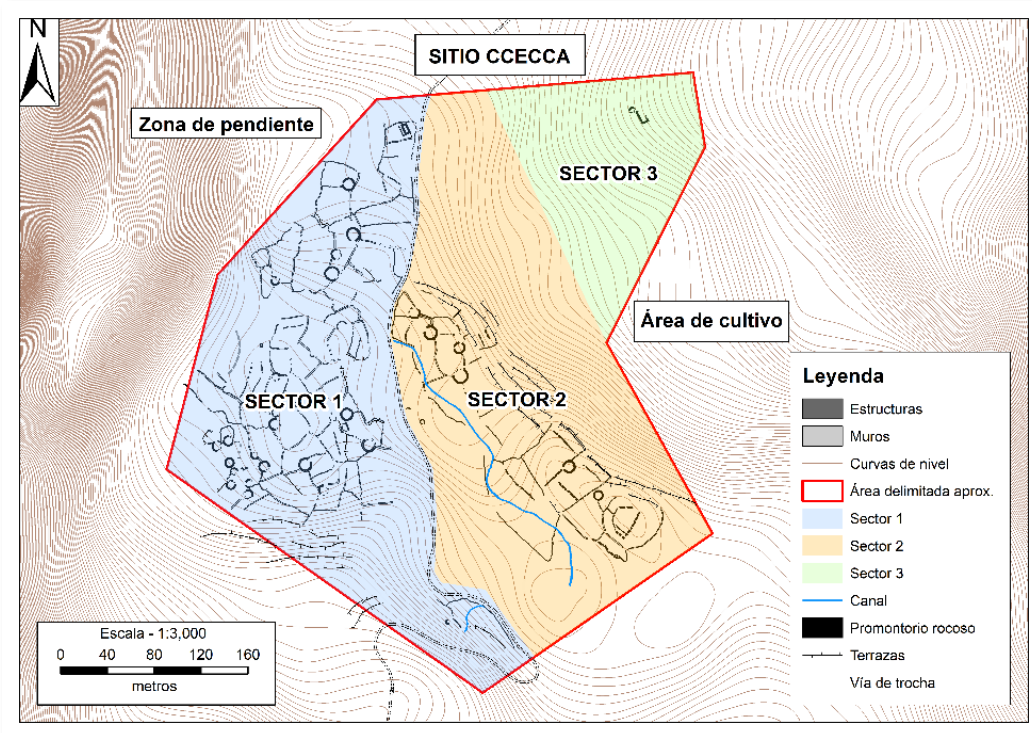 N
SITIO CCECCA
Zona de pendiente
SECTOR 3
Área de cultivo
SECTOR 1
SECTOR 2
Leyenda
Estructuras
Muros
Curvas de nivel
Área delimitada aprox.
Sector 1
Sector 2
Sector 3
Canal
Promontorio rocoso
Terrazas
Vía de trocha
Escala - 1:3,000
0 40 80 120 160
metros